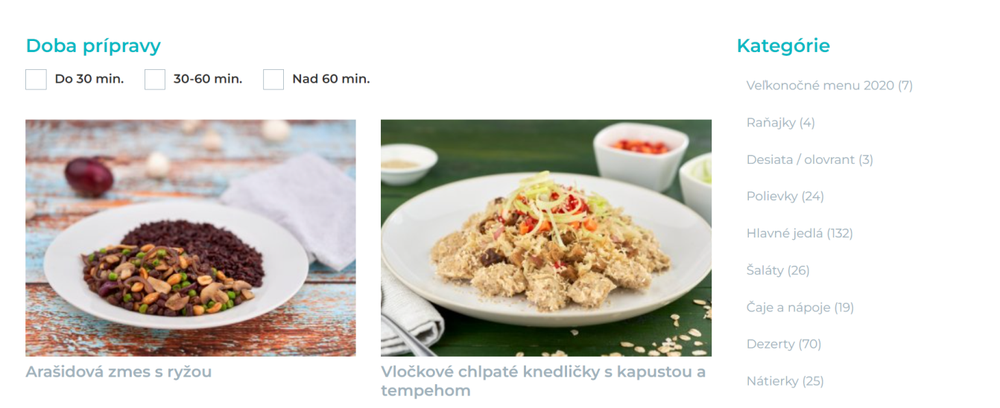 Doba prípravy
Do 30 min.
30-60 min.
Nad 60 min.
Arašidová zmes s ryžou
Vločkové chlpaté knedličky s kapustou a
tempehom
Kategórie
Veľkonočné menu 2020 (7)
Raňajky (4)
Desiata / olovrant (3)
Polievky (24)
Hlavné jedlá (132)
Šaláty (26)
Čaje a nápoje (19)
Dezerty (70)
Nátierky (25)